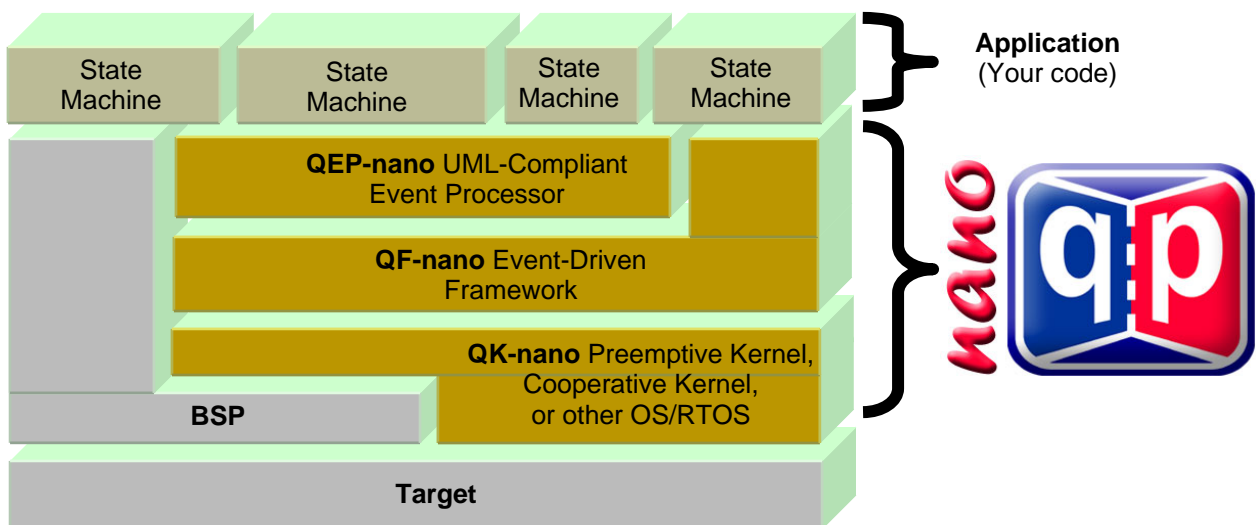 State
Machine
State
Machine
State
Machine
State
Machine
Application
(Your code)
QEP-nano UML-Compliant
Event Processor
QF-nano Event-Driven
Framework
QK-nano Preemptive Kernel,
Cooperative Kernel,
or other OS/RTOS
BSP
Target
nano
qp